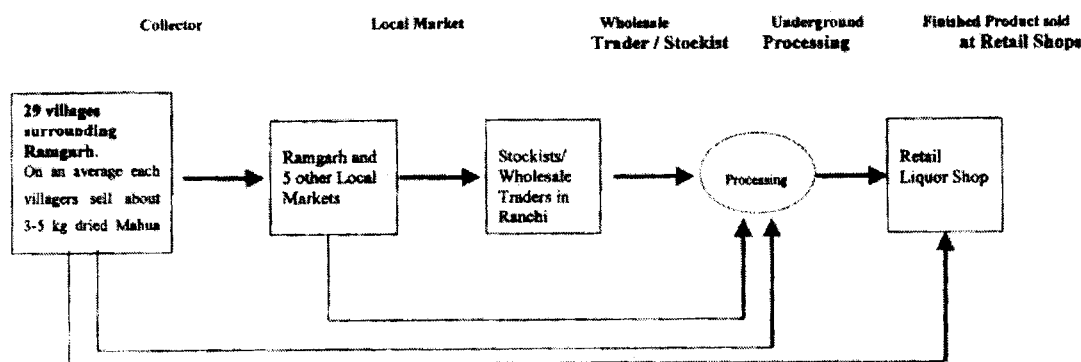 Collector
Local Market
Wholesale
Trader / Stockist
Underground
Processing
Finished Product sold
at Retail Shops
29 villages
surrounding
Ramgarh.
On an average each
villagers sell about
3-5 kg dried Mahua
Ramgarh and
5 other Local
Markets
Stockists/
Wholesale
Traders in
Ranchi
Processing
Retail
Liquor Shop